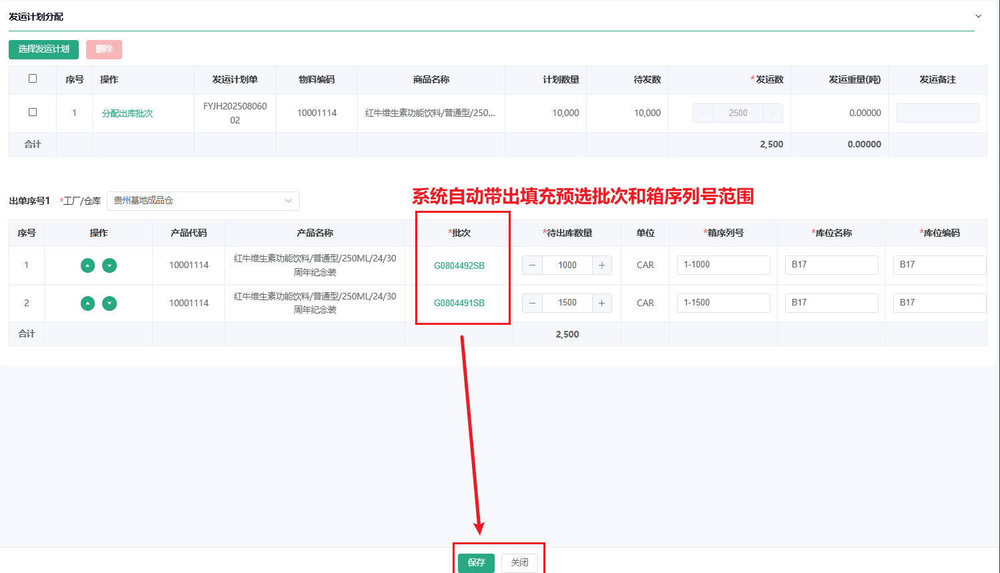 发运计划分配
选择发运计划 删除
序号 操作 发运计划单 物料编码 商品名称 计划数量 待发数 *发运数 发运重量(吨) 发运备注
1 分配出库批次 FYJH202508060 10001114 红牛维生素功能饮料/普通型/250... 10,000 10,000 − 2500 + 0.00000
02
合计 2,500 0.00000
系统自动带出填充预选批次和箱序列号范围
出单序号1 *工厂/仓库 贵州基地成品仓
序号 操作 产品代码 产品名称 *批次 *待出库数量 单位 *箱序列号 *库位名称 *库位编码
1 10001114 红牛维生素功能饮料/普通型/250ML/24/30 G0804492SB − 1000 + CAR 1-1000 B17 B17
周年纪念装
2 10001114 红牛维生素功能饮料/普通型/250ML/24/30 G0804491SB − 1500 + CAR 1-1500 B17 B17
周年纪念装
合计 2,500
保存 关闭